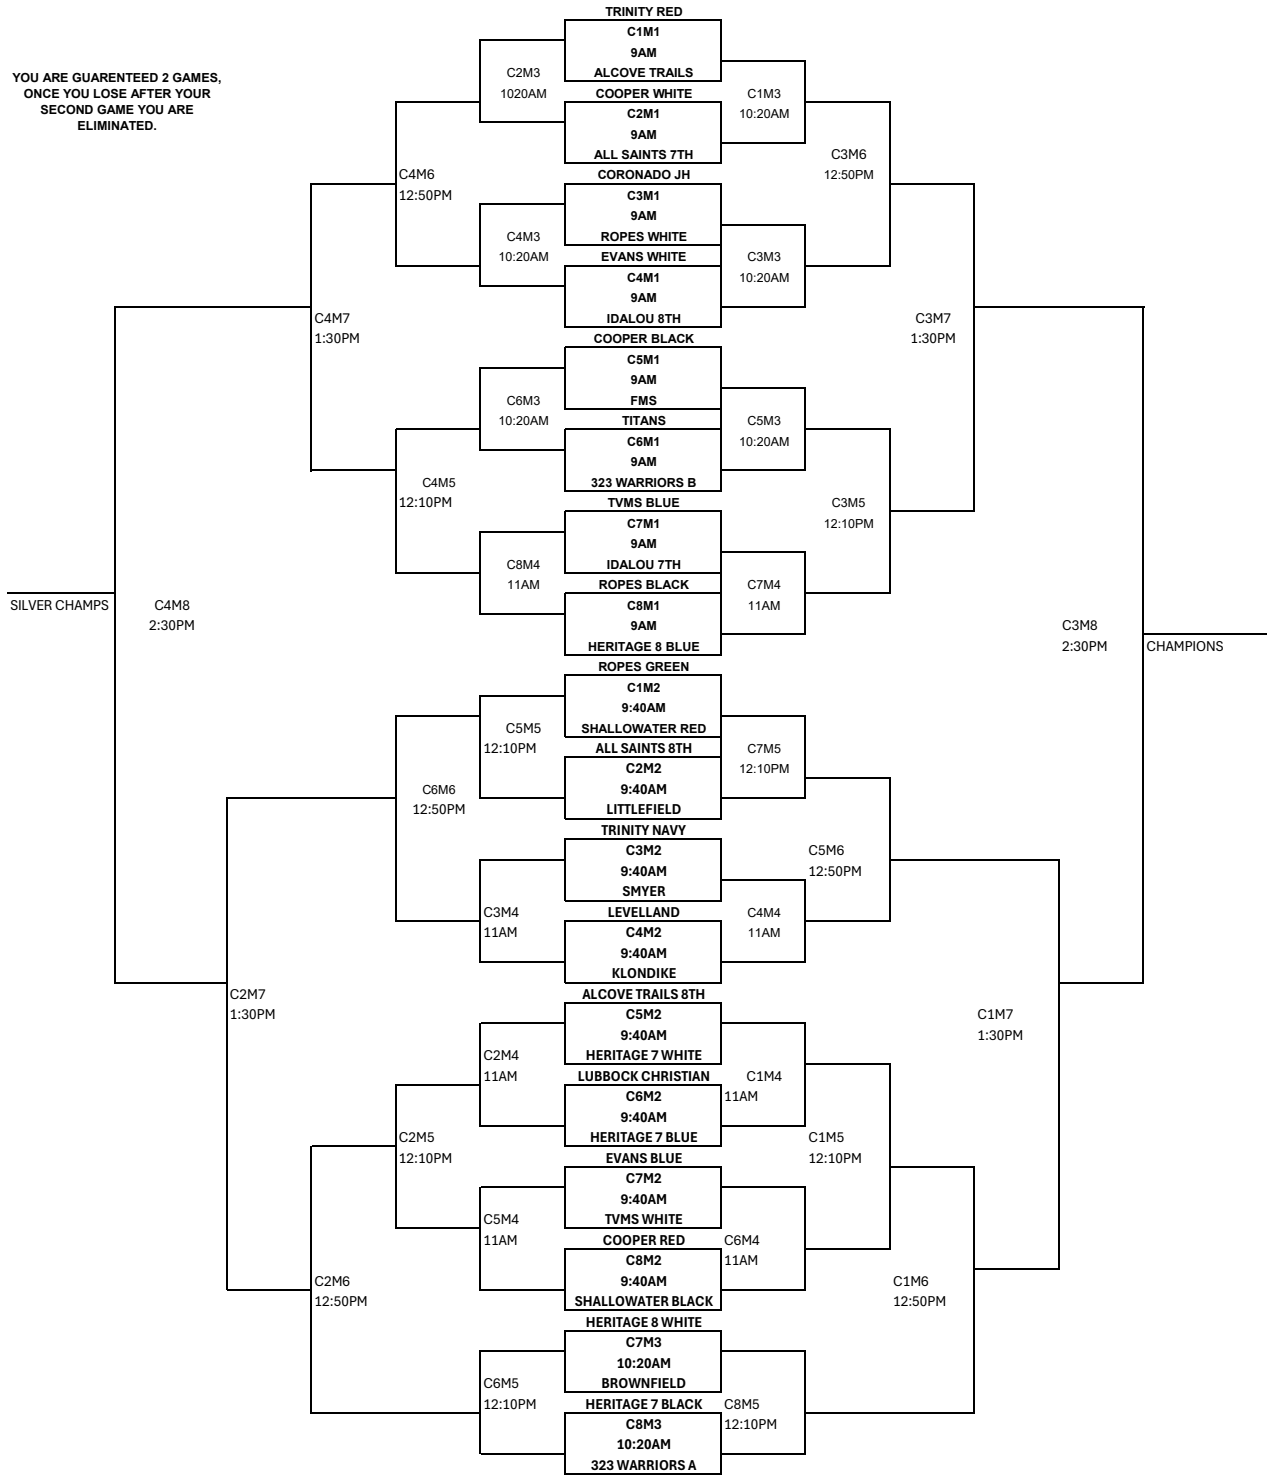 TRINITY RED
C1M1
9AM
ALCOVE TRAILS
YOU ARE GUARENTEED 2 GAMES,
ONCE YOU LOSE AFTER YOUR
SECOND GAME YOU ARE
ELIMINATED.
C2M3
1020AM
COOPER WHITE
C1M3
10:20AM
C2M1
9AM
ALL SAINTS 7TH
C3M6
12:50PM
C4M6
12:50PM
CORONADO JH
C3M1
9AM
ROPES WHITE
C4M3
10:20AM
EVANS WHITE
C3M3
10:20AM
C4M1
9AM
IDALOU 8TH
C4M7
1:30PM
C3M7
1:30PM
COOPER BLACK
C5M1
9AM
FMS
C6M3
10:20AM
TITANS
C5M3
10:20AM
C6M1
9AM
323 WARRIORS B
C4M5
12:10PM
C3M5
12:10PM
TVMS BLUE
C7M1
9AM
IDALOU 7TH
C8M4
11AM
ROPES BLACK
C7M4
11AM
C8M1
9AM
HERITAGE 8 BLUE
SILVER CHAMPS
C4M8
2:30PM
C3M8
2:30PM
CHAMPIONS
ROPES GREEN
C1M2
9:40AM
SHALLOWATER RED
C5M5
12:10PM
ALL SAINTS 8TH
C7M5
12:10PM
C2M2
9:40AM
LITTLEFIELD
C6M6
12:50PM
TRINITY NAVY
C3M2
9:40AM
SMYER
C5M6
12:50PM
C3M4
11AM
LEVELLAND
C4M4
11AM
C4M2
9:40AM
KLONDIKE
C2M7
1:30PM
ALCOVE TRAILS 8TH
C5M2
9:40AM
HERITAGE 7 WHITE
C1M7
1:30PM
C2M4
11AM
LUBBOCK CHRISTIAN
C1M4
11AM
C6M2
9:40AM
HERITAGE 7 BLUE
C2M5
12:10PM
C1M5
12:10PM
EVANS BLUE
C7M2
9:40AM
TVMS WHITE
C5M4
11AM
COOPER RED
C6M4
11AM
C8M2
9:40AM
SHALLOWATER BLACK
C2M6
12:50PM
C1M6
12:50PM
HERITAGE 8 WHITE
C7M3
10:20AM
BROWNFIELD
C6M5
12:10PM
HERITAGE 7 BLACK
C8M5
12:10PM
C8M3
10:20AM
323 WARRIORS A